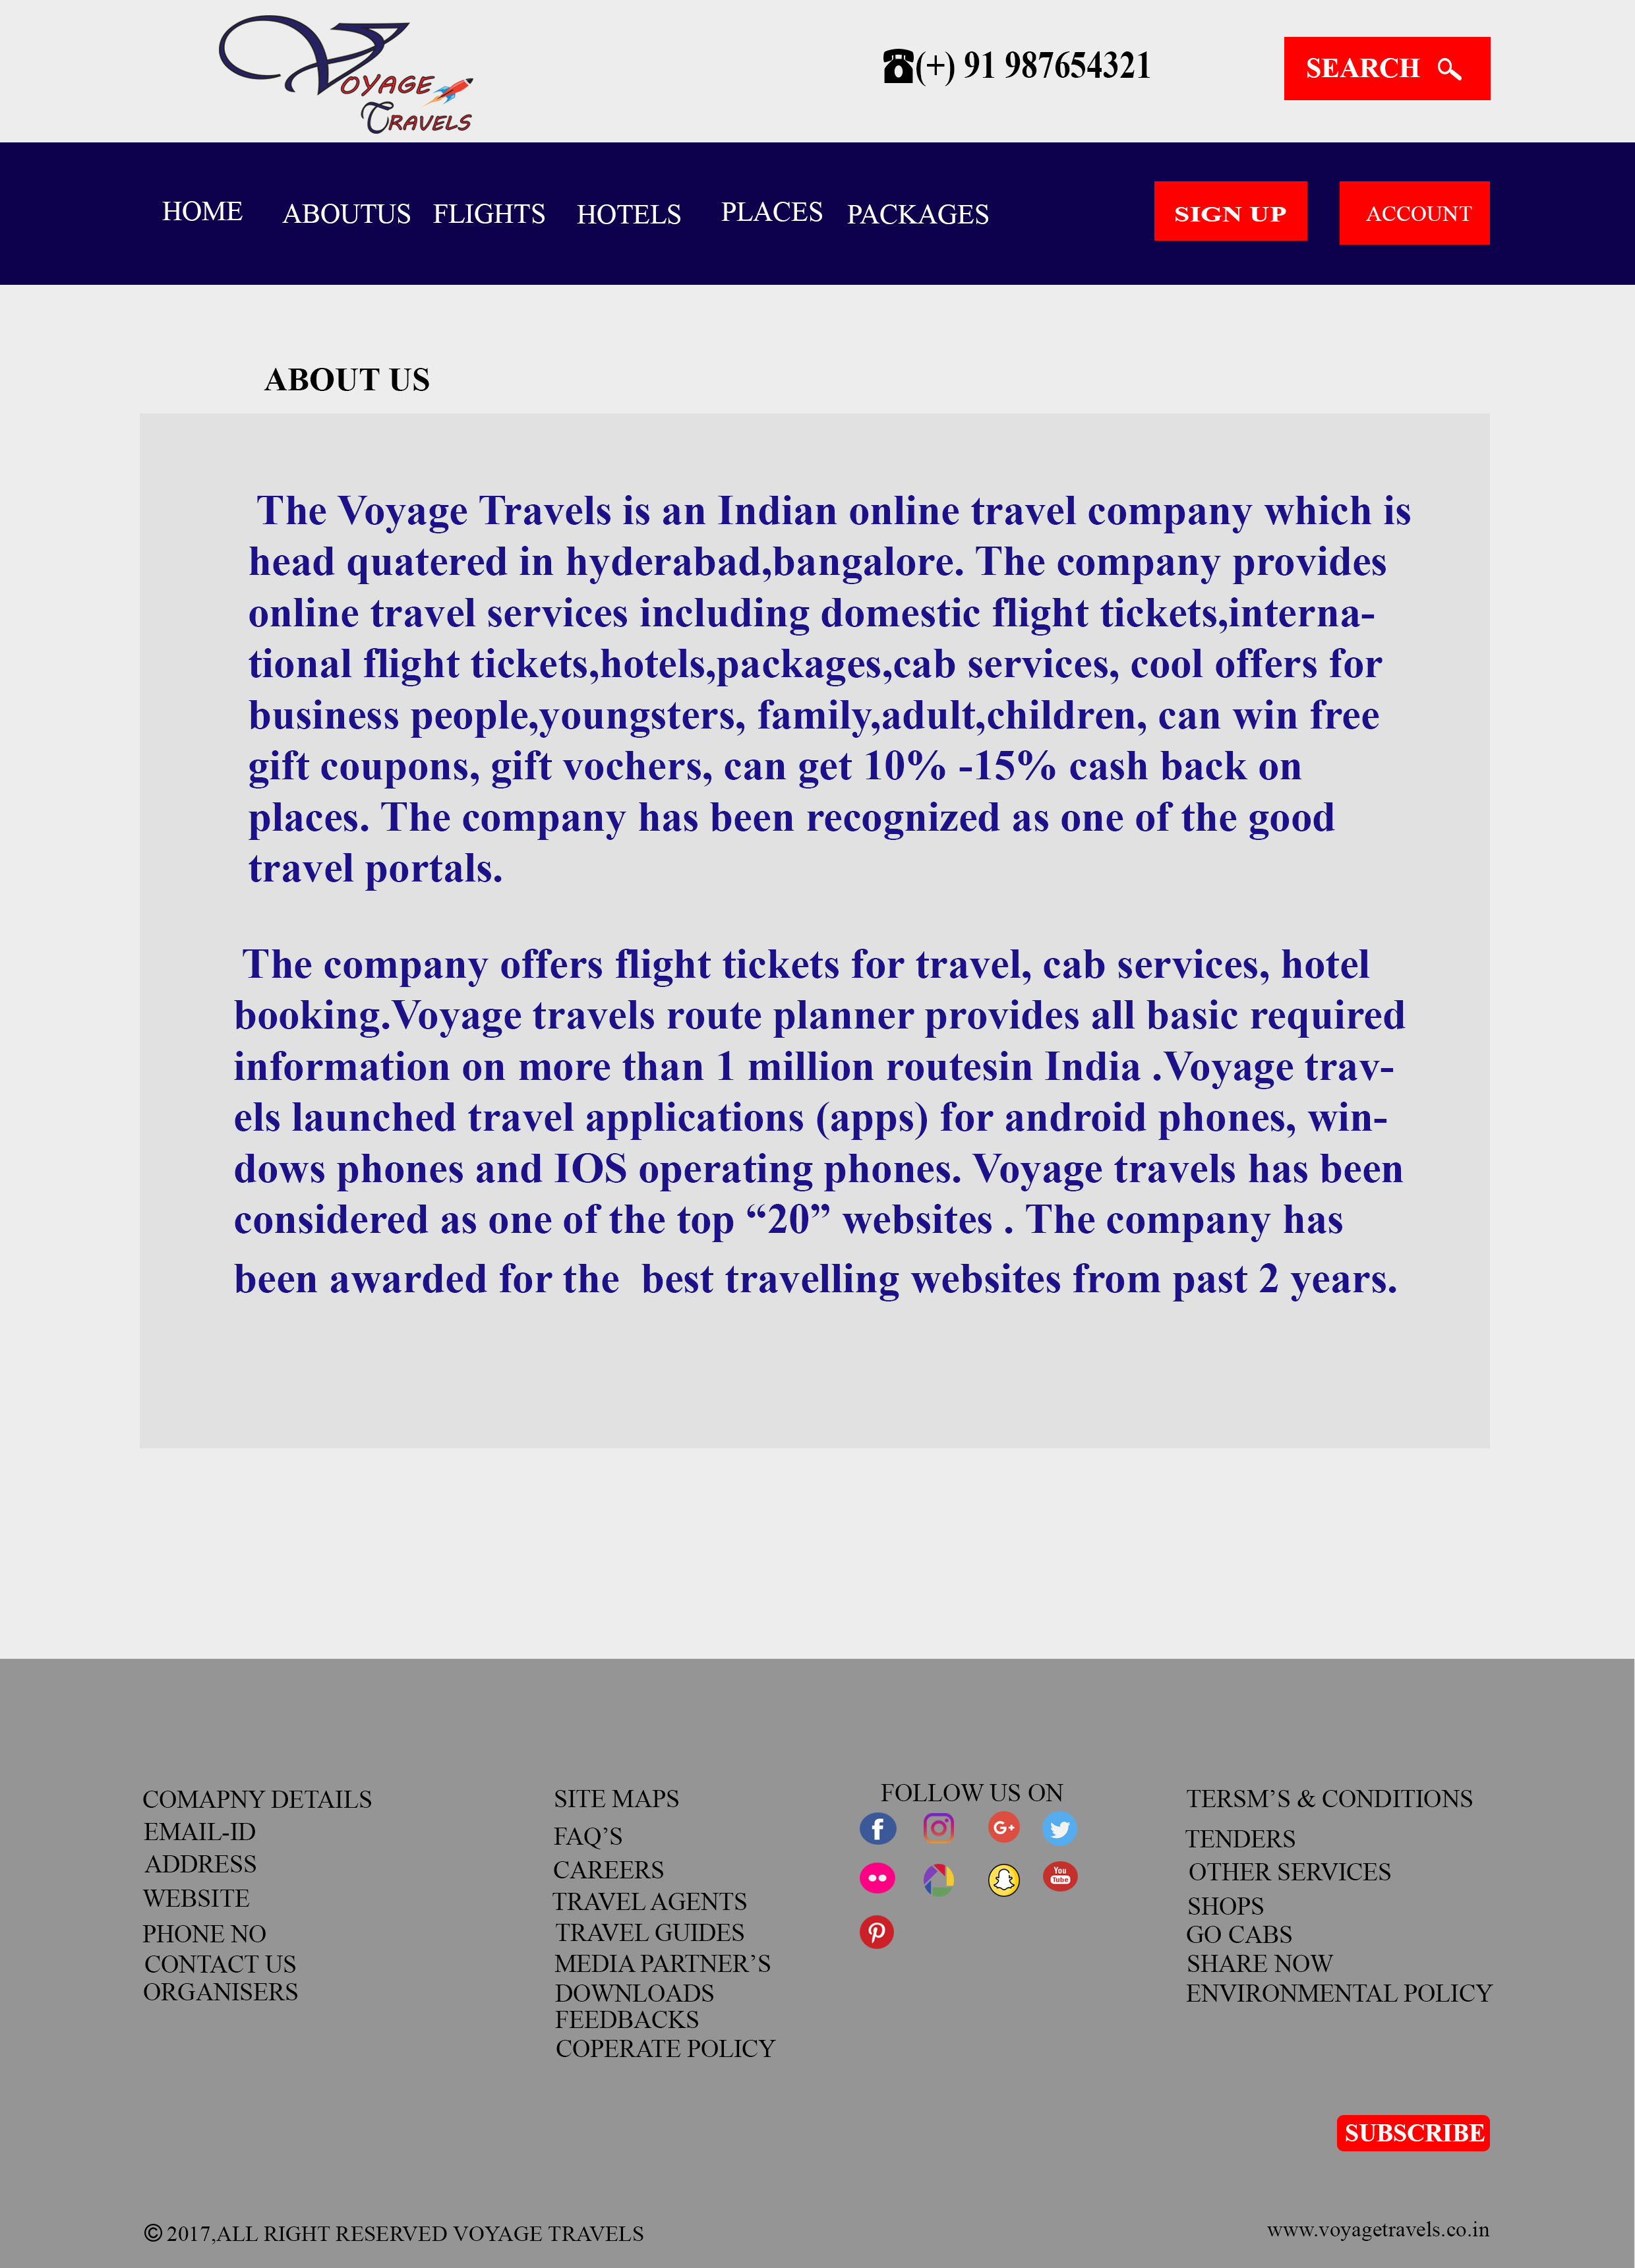 VOYAGE
TRAVELS
(+) 91 987654321
SEARCH
HOME ABOUTUS FLIGHTS HOTELS PLACES PACKAGES SIGN UP ACCOUNT
ABOUT US
The Voyage Travels is an Indian online travel company which is
head quatered in hyderabad,bangalore. The company provides
online travel services including domestic flight tickets,interna-
tional flight tickets,hotels,packages,cab services, cool offers for
business people,youngsters, family,adult,children, can win free
gift coupons, gift vochers, can get 10% -15% cash back on
places. The company has been recognized as one of the good
travel portals.
The company offers flight tickets for travel, cab services, hotel
booking.Voyage travels route planner provides all basic required
information on more than 1 million routesin India .Voyage trav-
els launched travel applications (apps) for android phones, win-
dows phones and IOS operating phones. Voyage travels has been
considered as one of the top “20” websites . The company has
been awarded for the best travelling websites from past 2 years.
COMAPNY DETAILS
EMAIL-ID
ADDRESS
WEBSITE
PHONE NO
CONTACT US
ORGANISERS
SITE MAPS
FAQ’S
CAREERS
TRAVEL AGENTS
TRAVEL GUIDES
MEDIA PARTNER’S
DOWNLOADS
FEEDBACKS
COPERATE POLICY
FOLLOW US ON
f G+
You
Tube
TERSM’S & CONDITIONS
TENDERS
OTHER SERVICES
SHOPS
GO CABS
SHARE NOW
ENVIRONMENTAL POLICY
SUBSCRIBE
© 2017,ALL RIGHT RESERVED VOYAGE TRAVELS
www.voyagetravels.co.in